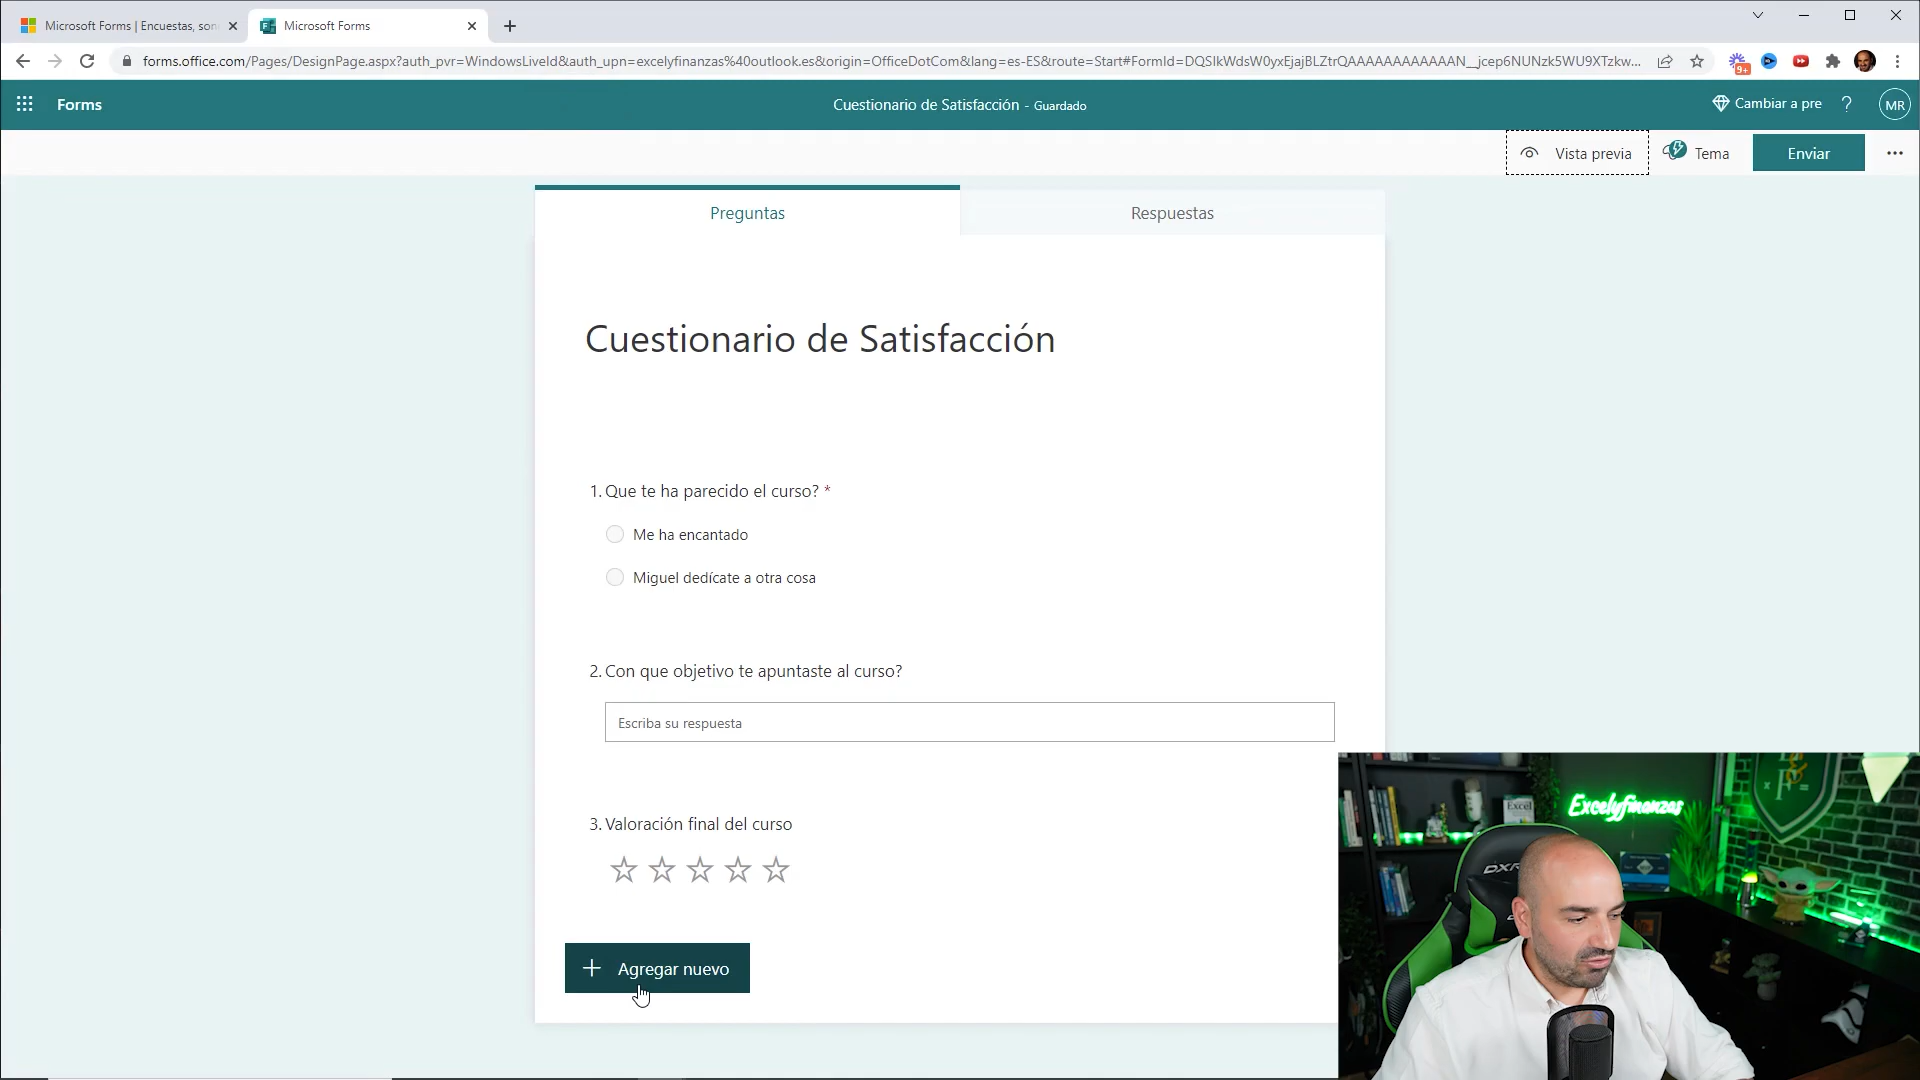 Microsoft Forms | Encuestas, son
Microsoft Forms
forms.office.com/Pages/DesignPage.aspx?auth_pvr=WindowsLiveId&auth_upn=excelyfinanzas%40outlook.es&origin=OfficeDotCom&lang=es-ES&route=Start#FormId=DQSIkWdsW0yxEjajBLZtrQAAAAAAAAAAAAN__jcep6NUNzk5WU9XTzkw...
9+
Forms
Cuestionario de Satisfacción - Guardado
Cambiar a pre
?
MR
Vista previa
Tema
Enviar
Preguntas
Respuestas
Cuestionario de Satisfacción
1. Que te ha parecido el curso? *
Me ha encantado
Miguel dedícate a otra cosa
2. Con que objetivo te apuntaste al curso?
Escriba su respuesta
3. Valoración final del curso
Agregar nuevo
Excelyfinanzas
Excel